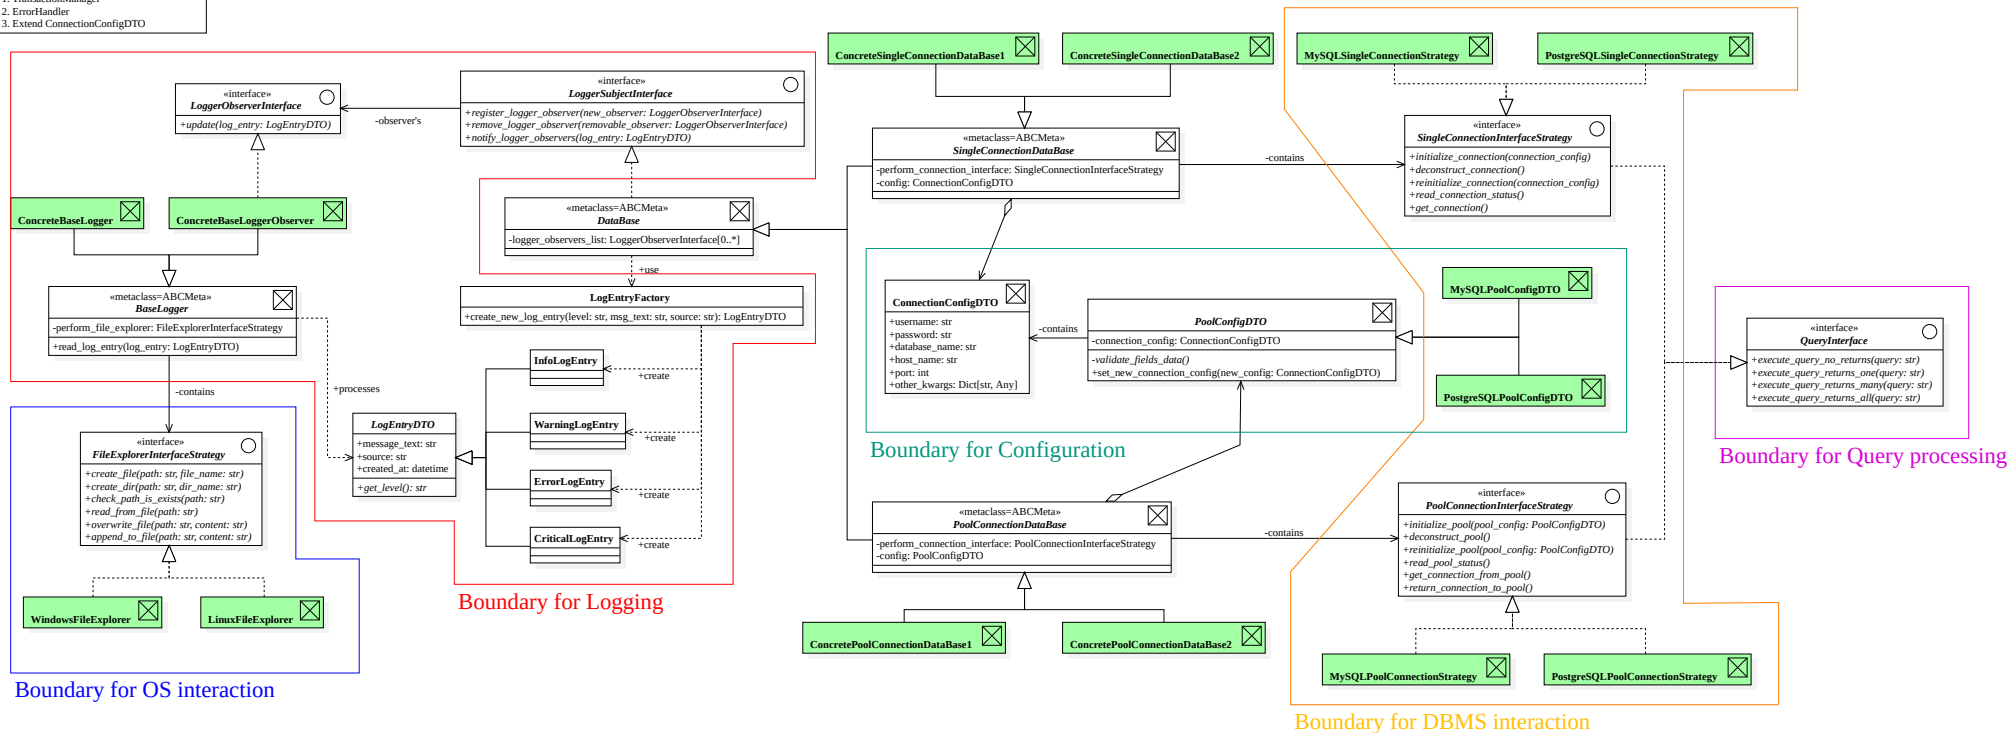 1. TransactionManager
2. ErrorHandler
3. Extend ConnectionConfigDTO
«interface»
LoggerObserverInterface
+update(log_entry: LogEntryDTO)
-observer's
«interface»
LoggerSubjectInterface
+register_logger_observer(new_observer: LoggerObserverInterface)
+remove_logger_observer(removable_observer: LoggerObserverInterface)
+notify_logger_observers(log_entry: LogEntryDTO)
ConcreteBaseLogger
ConcreteBaseLoggerObserver
«metaclass=ABCMeta»
DataBase
-logger_observers_list: LoggerObserverInterface[0..*]
+use
«metaclass=ABCMeta»
BaseLogger
-perform_file_explorer: FileExplorerInterfaceStrategy
+read_log_entry(log_entry: LogEntryDTO)
LogEntryFactory
+create_new_log_entry(level: str, msg_text: str, source: str): LogEntryDTO
+processes
-contains
InfoLogEntry
+create
WarningLogEntry
+create
ErrorLogEntry
+create
CriticalLogEntry
+create
LogEntryDTO
+message_text: str
+source: str
+created_at: datetime
+get_level(): str
«interface»
FileExplorerInterfaceStrategy
+create_file(path: str, file_name: str)
+create_dir(path: str, dir_name: str)
+check_path_is_exists(path: str)
+read_from_file(path: str)
+overwrite_file(path: str, content: str)
+append_to_file(path: str, content: str)
WindowsFileExplorer
LinuxFileExplorer
Boundary for Logging
Boundary for OS interaction
ConcreteSingleConnectionDataBase1
ConcreteSingleConnectionDataBase2
«metaclass=ABCMeta»
SingleConnectionDataBase
-perform_connection_interface: SingleConnectionInterfaceStrategy
-config: ConnectionConfigDTO
-contains
MySQLSingleConnectionStrategy
PostgreSQLSingleConnectionStrategy
«interface»
SingleConnectionInterfaceStrategy
+initialize_connection(connection_config)
+deconstruct_connection()
+reinitialize_connection(connection_config)
+read_connection_status()
+get_connection()
ConnectionConfigDTO
+username: str
+password: str
+database_name: str
+host_name: str
+port: int
+other_kwargs: Dict[str, Any]
-contains
PoolConfigDTO
-connection_config: ConnectionConfigDTO
-validate_fields_data()
+set_new_connection_config(new_config: ConnectionConfigDTO)
MySQLPoolConfigDTO
PostgreSQLPoolConfigDTO
Boundary for Configuration
«interface»
QueryInterface
+execute_query_no_returns(query: str)
+execute_query_returns_one(query: str)
+execute_query_returns_many(query: str)
+execute_query_returns_all(query: str)
Boundary for Query processing
«metaclass=ABCMeta»
PoolConnectionDataBase
-perform_connection_interface: PoolConnectionInterfaceStrategy
-config: PoolConfigDTO
-contains
«interface»
PoolConnectionInterfaceStrategy
+initialize_pool(pool_config: PoolConfigDTO)
+deconstruct_pool()
+reinitialize_pool(pool_config: PoolConfigDTO)
+read_pool_status()
+get_connection_from_pool()
+return_connection_to_pool()
ConcretePoolConnectionDataBase1
ConcretePoolConnectionDataBase2
MySQLPoolConnectionStrategy
PostgreSQLPoolConnectionStrategy
Boundary for DBMS interaction